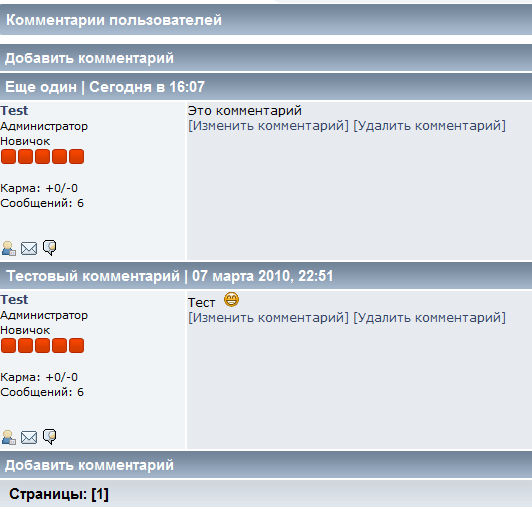 Комментарии пользователей
Добавить комментарий
Еще один | Сегодня в 16:07
Test
Администратор
Новичок
Карма: +0/-0
Сообщений: 6
Это комментарий
[Изменить комментарий] [Удалить комментарий]
Тестовый комментарий | 07 марта 2010, 22:51
Test
Администратор
Новичок
Карма: +0/-0
Сообщений: 6
Тест
[Изменить комментарий] [Удалить комментарий]
Добавить комментарий
Страницы: [1]